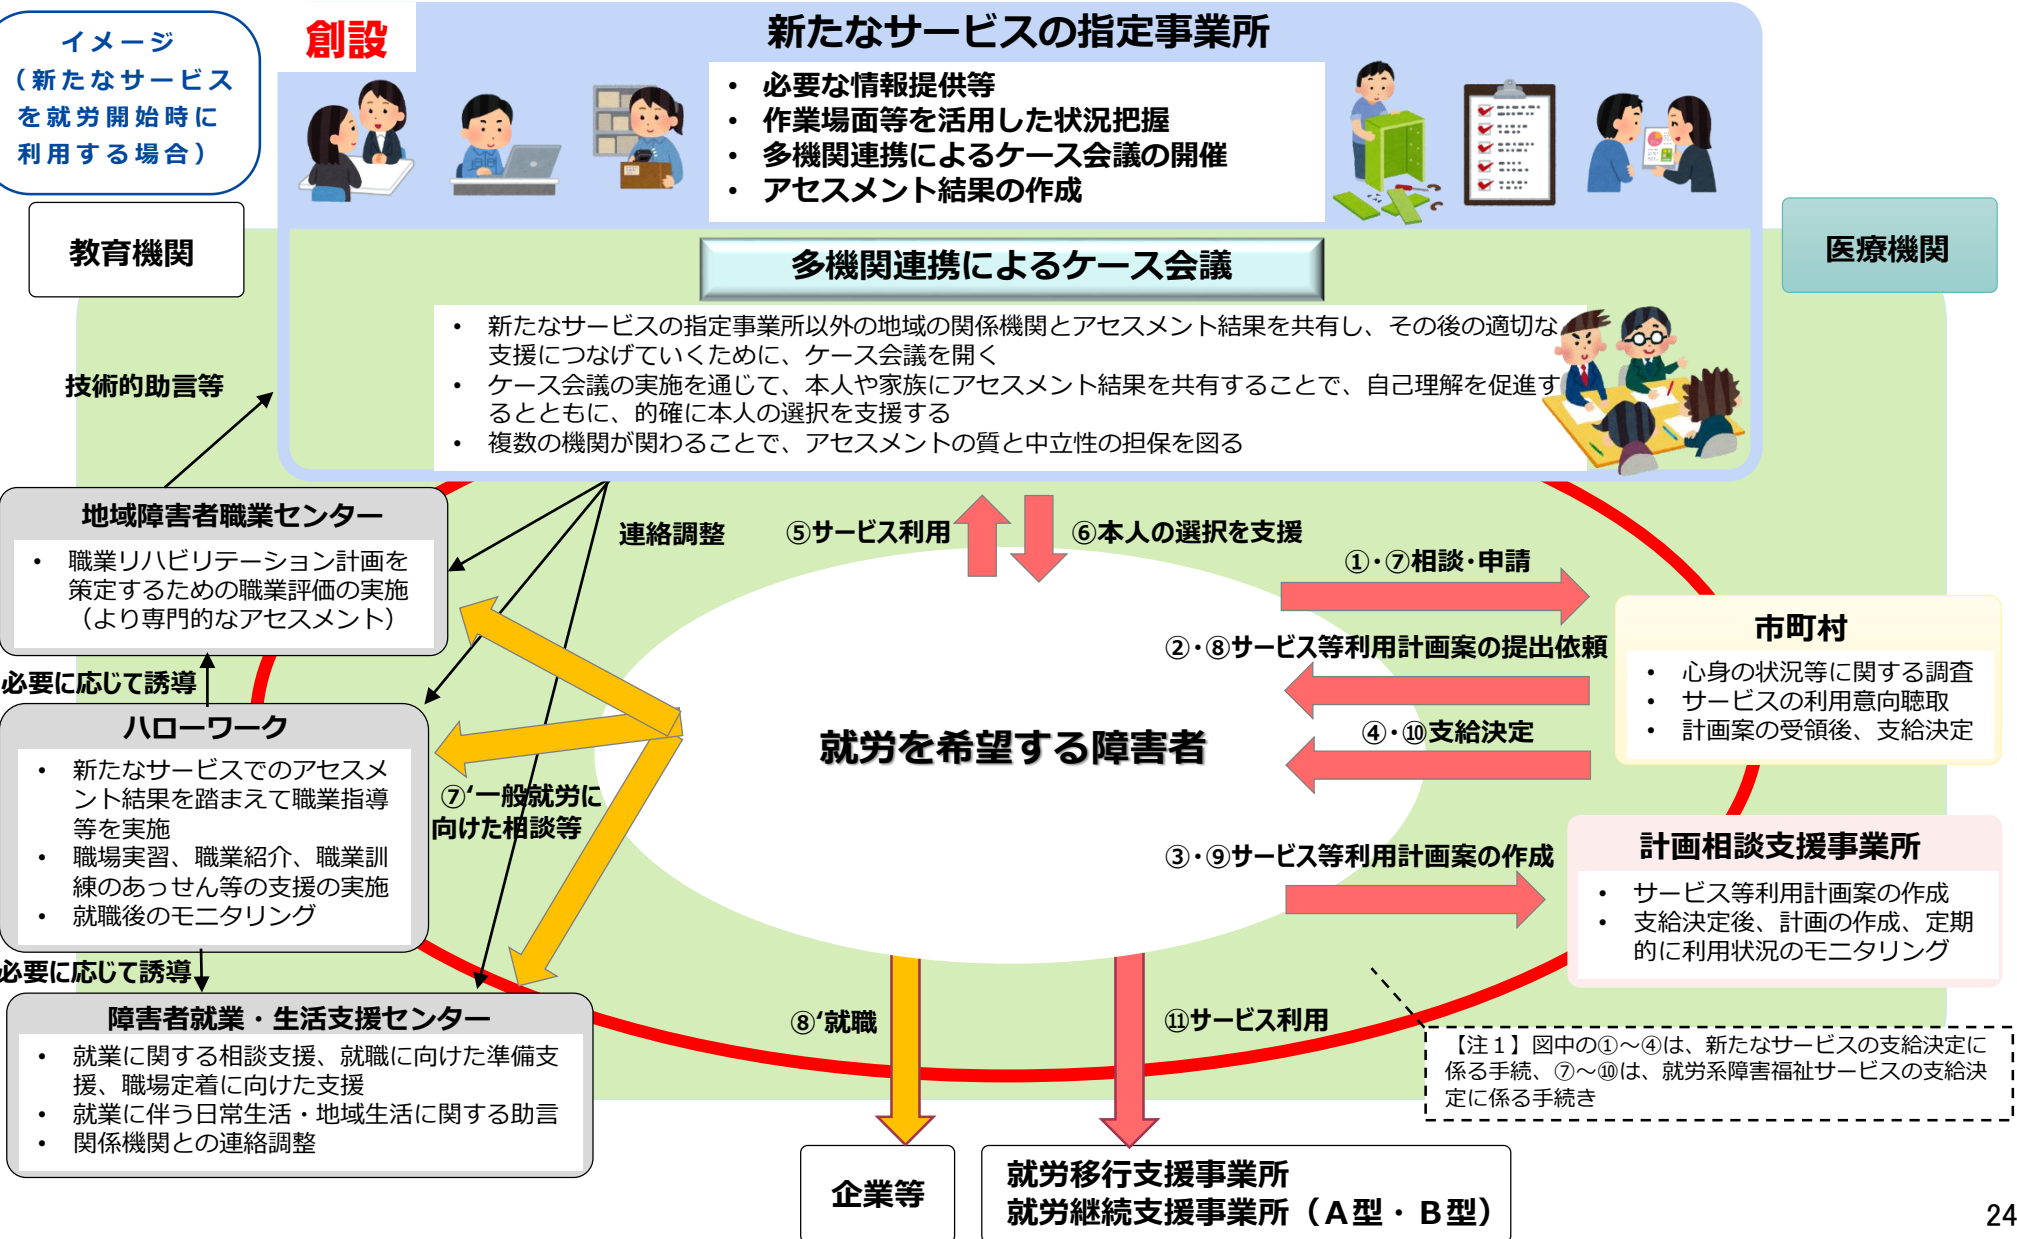 イメージ
（新たなサービス
を就労開始時に
利用する場合）
創設
新たなサービスの指定事業所
• 必要な情報提供等
• 作業場面等を活用した状況把握
• 多機関連携によるケース会議の開催
• アセスメント結果の作成
教育機関
医療機関
多機関連携によるケース会議
• 新たなサービスの指定事業所以外の地域の関係機関とアセスメント結果を共有し、その後の適切な
支援につなげていくために、ケース会議を開く
• ケース会議の実施を通じて、本人や家族にアセスメント結果を共有することで、自己理解を促進す
るとともに、的確に本人の選択を支援する
• 複数の機関が関わることで、アセスメントの質と中立性の担保を図る
技術的助言等
地域障害者職業センター
• 職業リハビリテーション計画を
策定するための職業評価の実施
（より専門的なアセスメント）
連絡調整
⑤サービス利用
⑥本人の選択を支援
①・⑦相談・申請
②・⑧サービス等利用計画案の提出依頼
④・⑩支給決定
③・⑨サービス等利用計画案の作成
市町村
• 心身の状況等に関する調査
• サービスの利用意向聴取
• 計画案の受領後、支給決定
必要に応じて誘導
ハローワーク
• 新たなサービスでのアセスメ
ント結果を踏まえて職業指導
等を実施
• 職場実習、職業紹介、職業訓
練のあっせん等の支援の実施
• 就職後のモニタリング
⑦‘一般就労に
向けた相談等
就労を希望する障害者
計画相談支援事業所
• サービス等利用計画案の作成
• 支給決定後、計画の作成、定期
的に利用状況のモニタリング
必要に応じて誘導
障害者就業・生活支援センター
• 就業に関する相談支援、就職に向けた準備支
援、職場定着に向けた支援
• 就業に伴う日常生活・地域生活に関する助言
• 関係機関との連絡調整
⑧‘就職
⑪サービス利用
【注１】図中の①～④は、新たなサービスの支給決定に
係る手続、⑦～⑩は、就労系障害福祉サービスの支給決
定に係る手続き
企業等
就労移行支援事業所
就労継続支援事業所（Ａ型・Ｂ型）
24